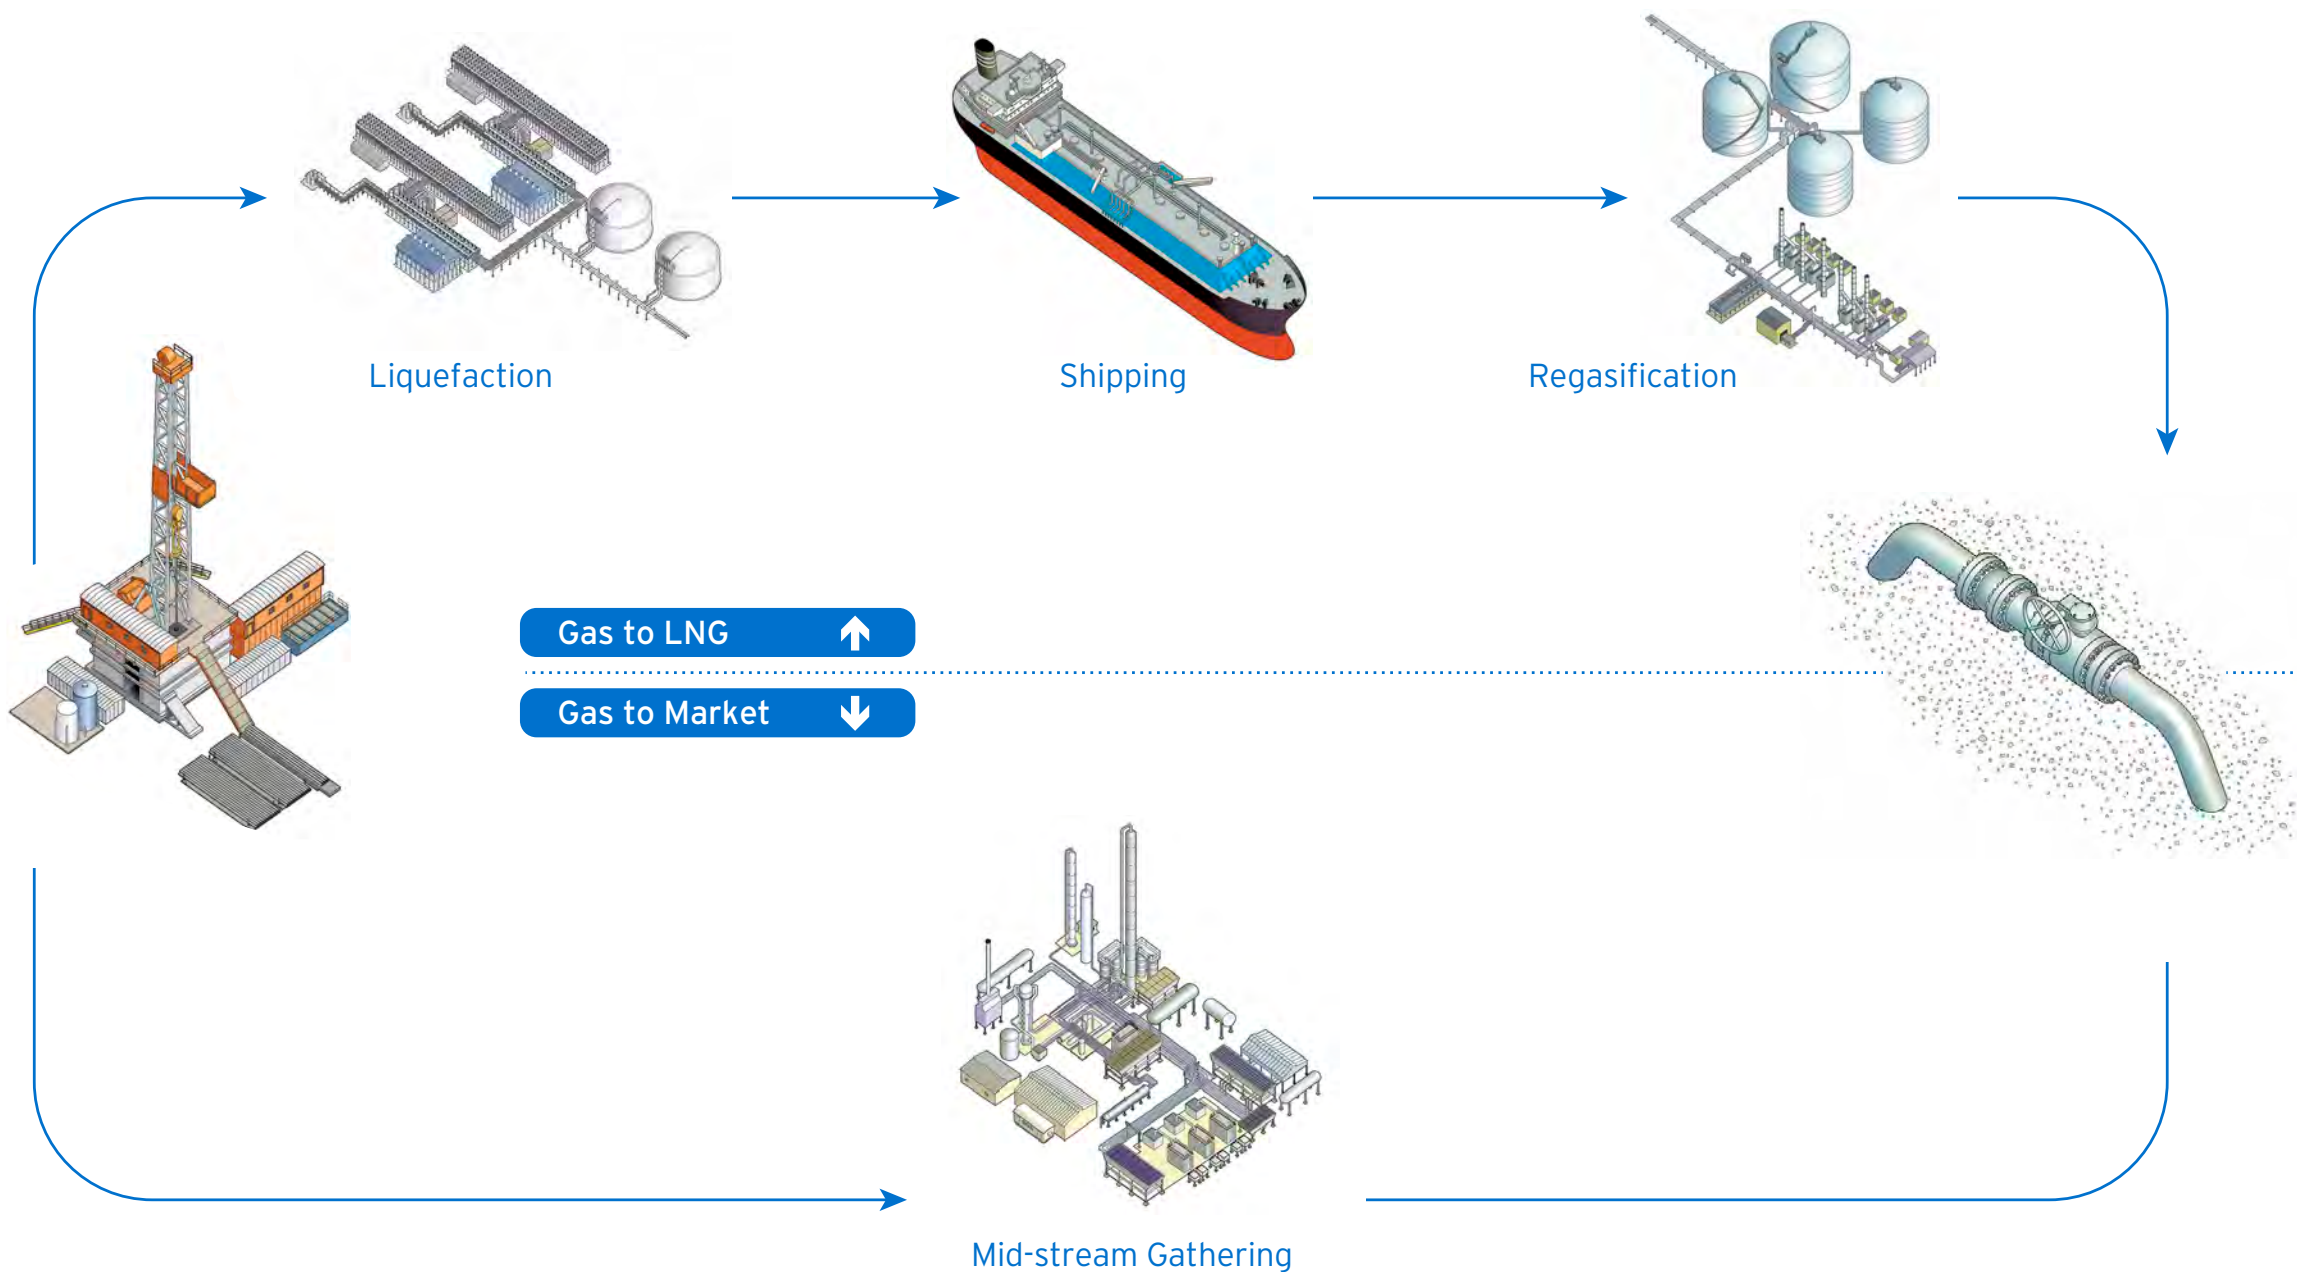 Liquefaction
Shipping
Regasification
Gas to LNG
Gas to Market
Mid-stream Gathering